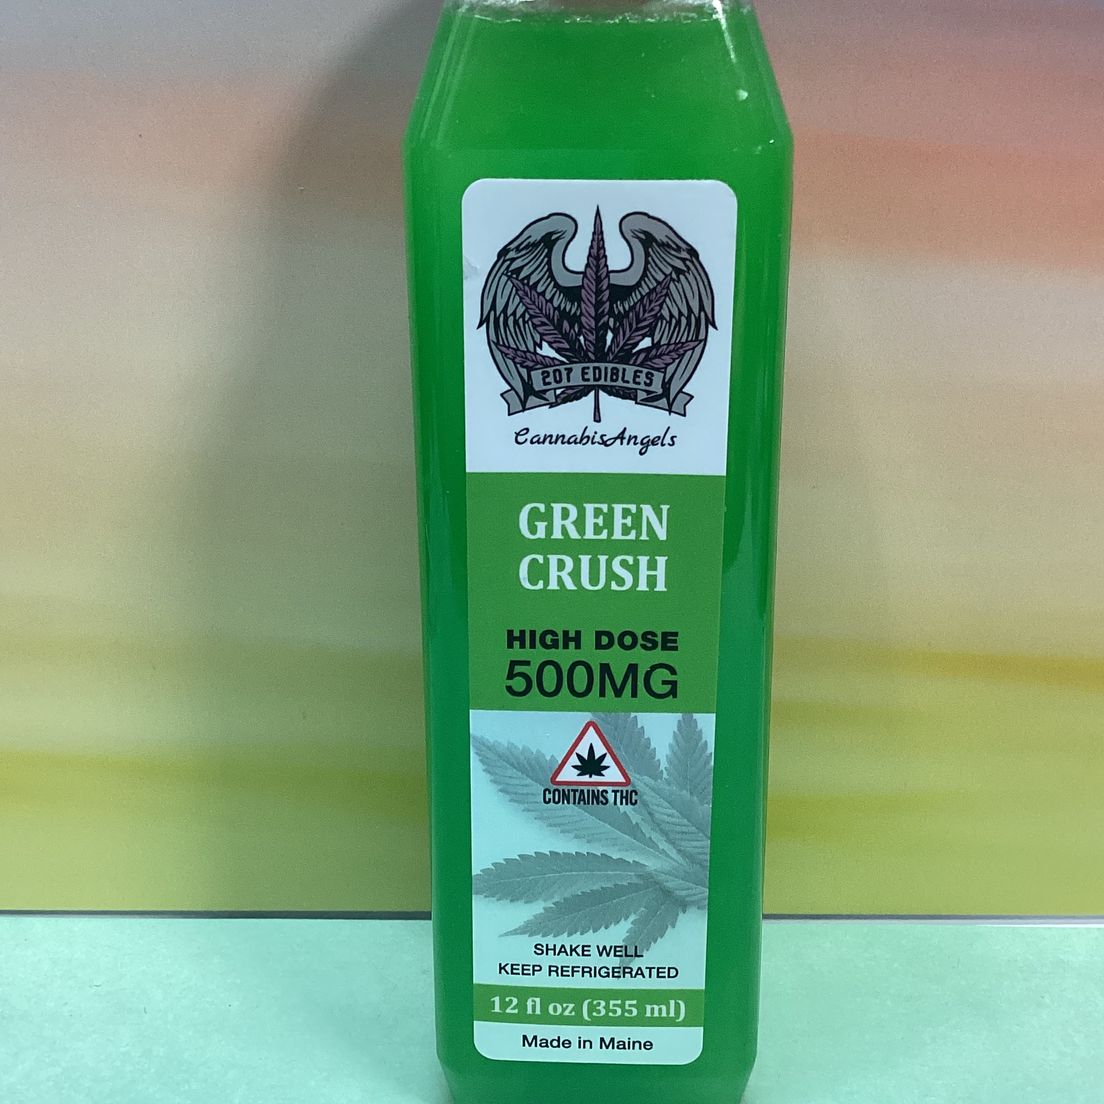 207 EDIBLES
CannabisAngels
GREEN
CRUSH
HIGH DOSE
500MG
CONTAINS THC
SHAKE WELL
KEEP REFRIGERATED
12 fl oz (355 ml)
Made in Maine